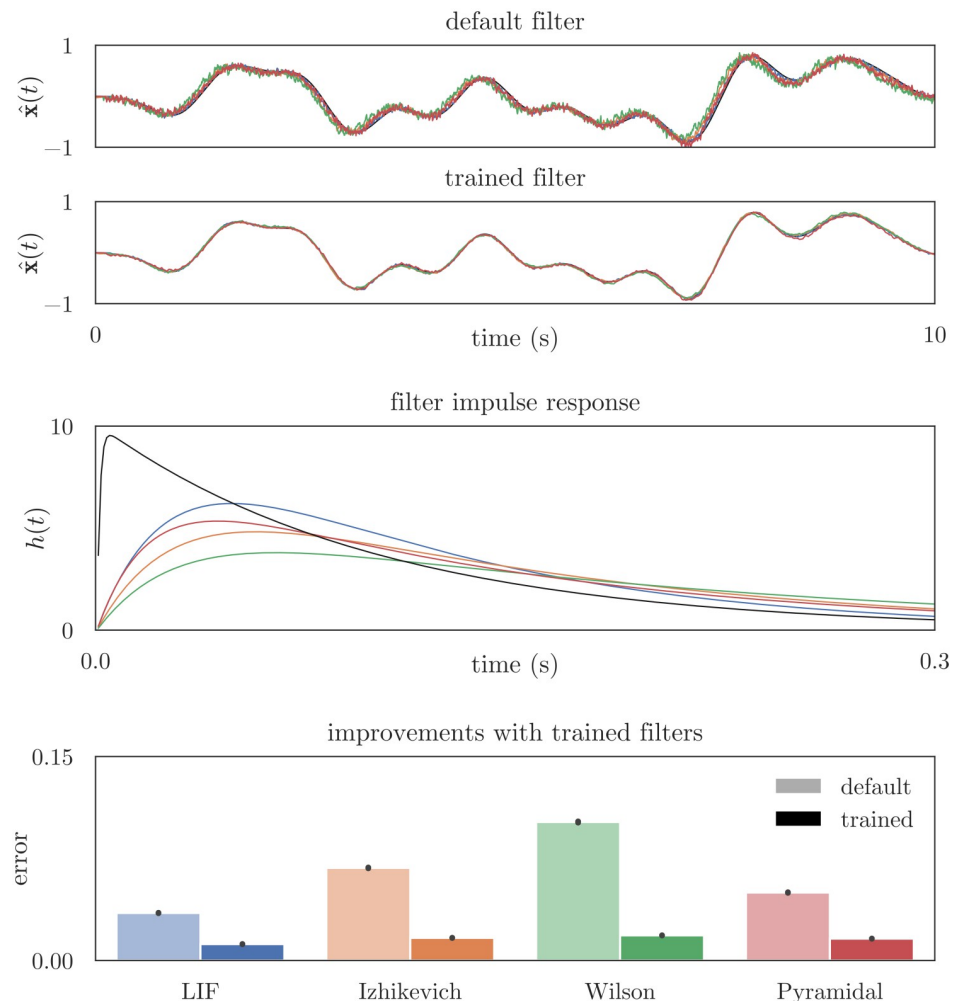 default filter
1
x̂(t)
−1
trained filter
1
x̂(t)
−1
0
time (s)
10
filter impulse response
10
h(t)
0
0.0
time (s)
0.3
improvements with trained filters
0.15
error
0.00
default
trained
LIF
Izhikevich
Wilson
Pyramidal